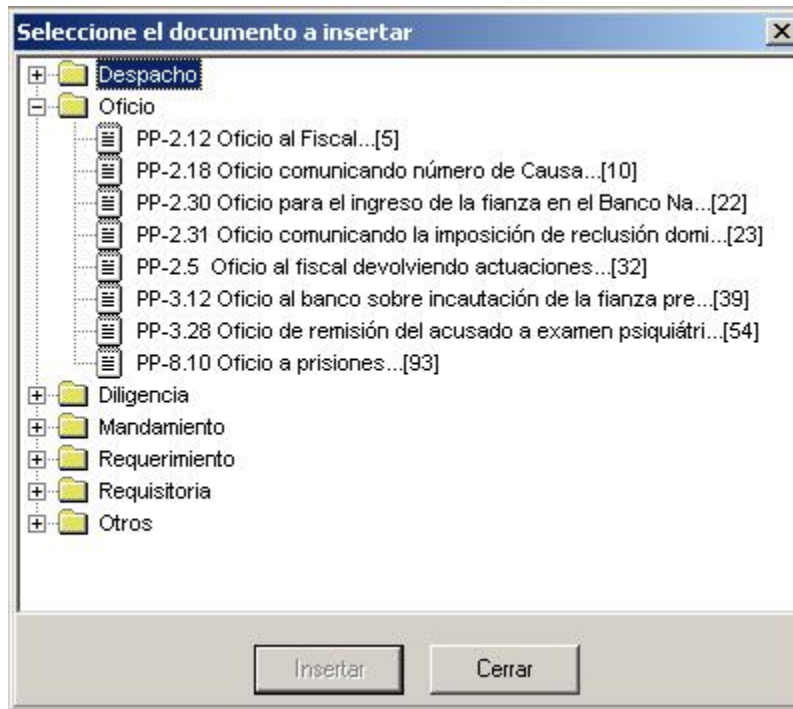 Seleccione el documento a insertar
Despacho
Oficio
PP-2.12 Oficio al Fiscal...[5]
PP-2.18 Oficio comunicando número de Causa...[10]
PP-2.30 Oficio para el ingreso de la fianza en el Banco Na...[22]
PP-2.31 Oficio comunicando la imposición de reclusión domi...[23]
PP-2.5  Oficio al fiscal devolviendo actuaciones...[32]
PP-3.12 Oficio al banco sobre incautación de la fianza pre...[39]
PP-3.28 Oficio de remisión del acusado a examen psiquiátri...[54]
PP-8.10 Oficio a prisiones...[93]
Diligencia
Mandamiento
Requerimiento
Requisitoria
Otros
Insertar Cerrar